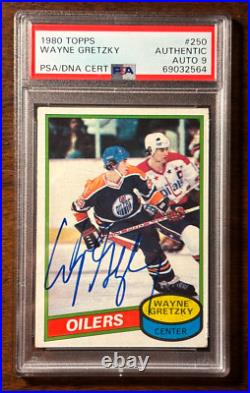 1980 TOPPS #250
WAYNE GRETZKY AUTHENTIC
AUTO 9
PSA/DNA CERT PSA 69032564
OILERS
WAYNE
GRETZKY
CENTER